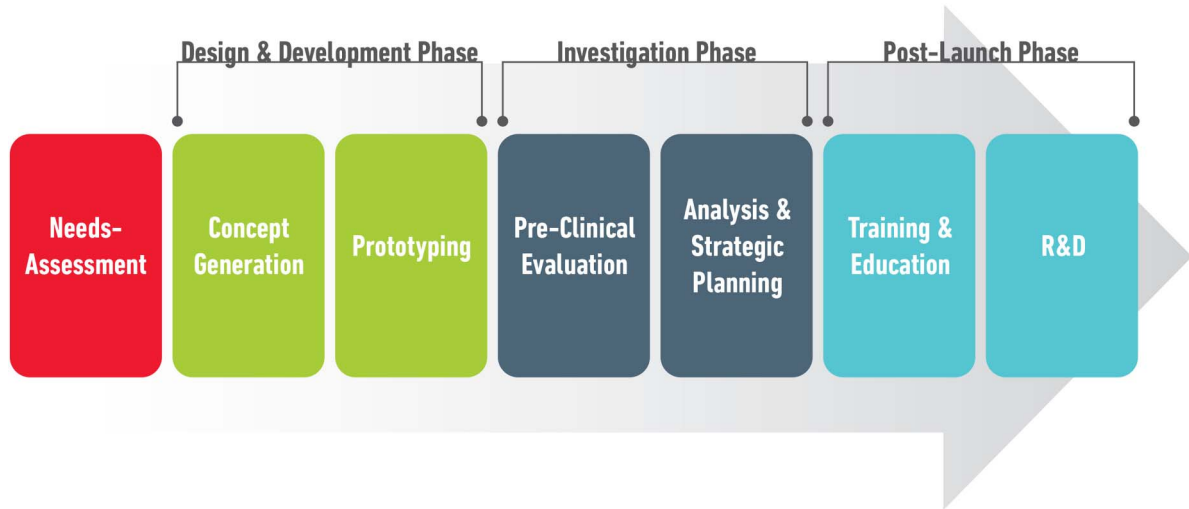 Design & Development Phase
Investigation Phase
Post-Launch Phase
Needs-
Assessment
Concept
Generation
Prototyping
Pre-Clinical
Evaluation
Analysis &
Strategic
Planning
Training &
Education
R&D